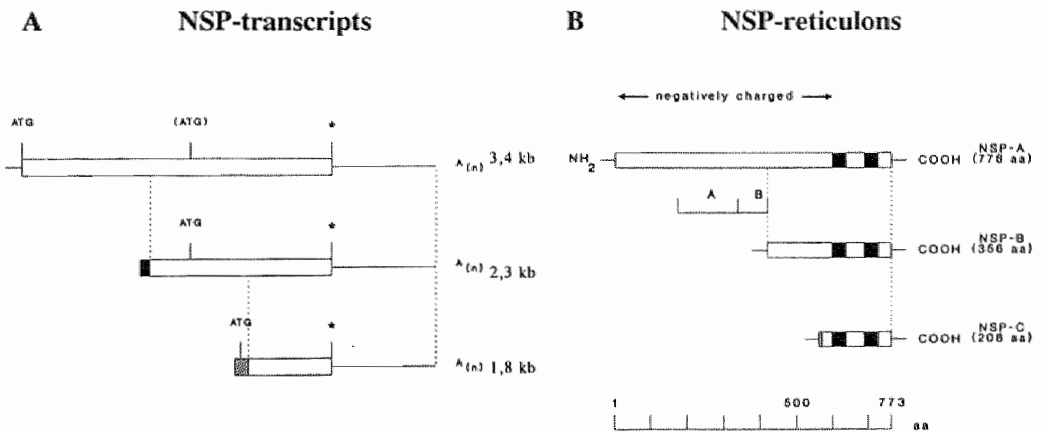 A NSP-transcripts
ATG (ATG) *
A(n) 3,4 kb
ATG *
A(n) 2,3 kb
ATG *
A(n) 1,8 kb
B NSP-reticulons
negatively charged
NH2 COOH NSP-A (776 aa)
A B
COOH NSP-B (356 aa)
COOH NSP-C (208 aa)
1 500 773
aa